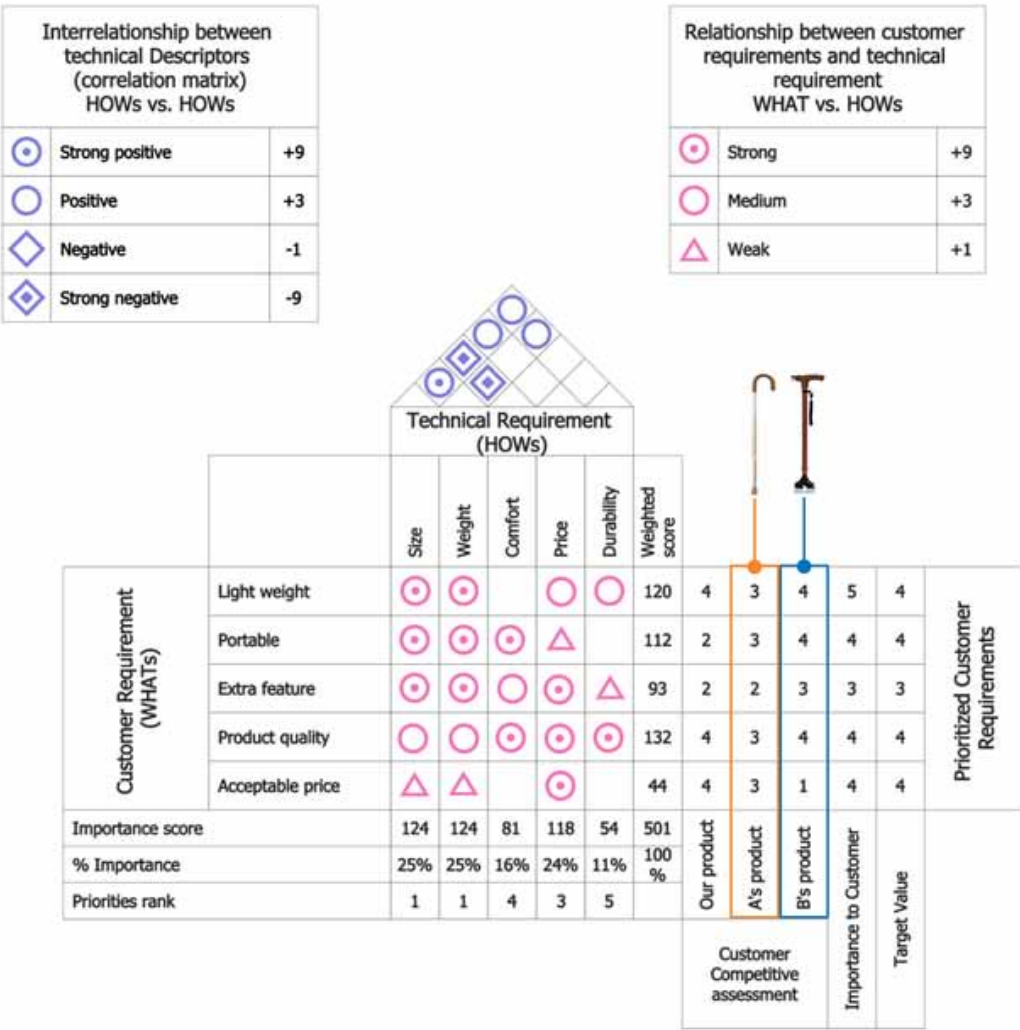 Interrelationship between
technical Descriptors
(correlation matrix)
HOWs vs. HOWs
Strong positive +9
Positive +3
Negative -1
Strong negative -9
Relationship between customer
requirements and technical
requirement
WHAT vs. HOWs
Strong +9
Medium +3
Weak +1
Technical Requirement
(HOWs)
Size
Weight
Comfort
Price
Durability
Weighted
score
Customer Requirement
(WHATs)
Light weight 120 4 3 4 5 4
Portable 112 2 3 4 4 4
Extra feature 93 2 2 3 3 3
Product quality 132 4 3 4 4 4
Acceptable price 44 4 3 1 4 4
Prioritized Customer
Requirements
Importance score 124 124 81 118 54 501
% Importance 25% 25% 16% 24% 11% 100
%
Priorities rank 1 1 4 3 5
Our product
A's product
B's product
Importance to Customer
Target Value
Customer
Competitive
assessment